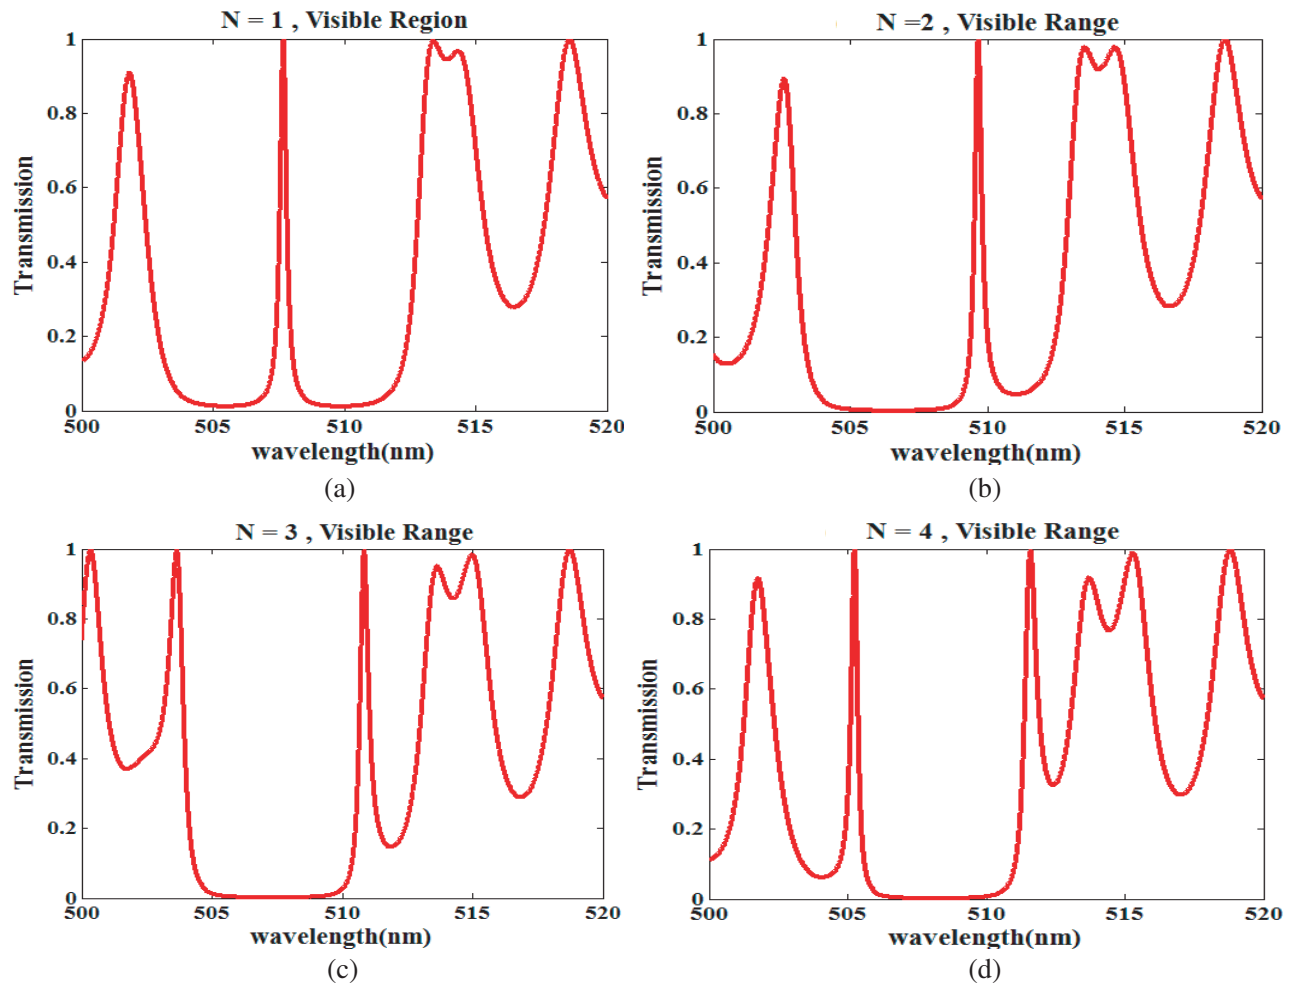 N = 1 , Visible Region
1
0.8
0.6
0.4
0.2
0
Transmission
500 505 510 515 520
wavelength(nm)
(a)
N =2 , Visible Range
1
0.8
0.6
0.4
0.2
0
Transmission
500 505 510 515 520
wavelength(nm)
(b)
N = 3 , Visible Range
1
0.8
0.6
0.4
0.2
0
Transmission
500 505 510 515 520
wavelength(nm)
(c)
N = 4 , Visible Range
1
0.8
0.6
0.4
0.2
0
Transmission
500 505 510 515 520
wavelength(nm)
(d)